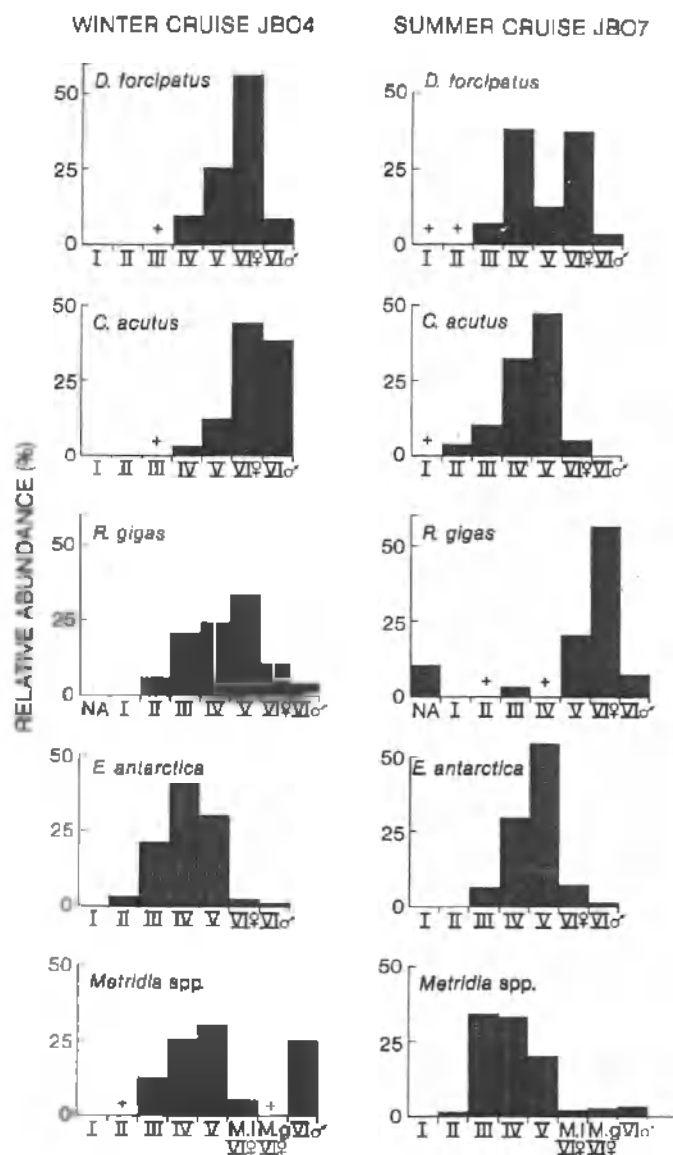 WINTER CRUISE JBO4 SUMMER CRUISE JBO7
RELATIVE ABUNDANCE (%)
D. forcipatus
50
25
0
+
I II III IV V VI♀ VI♂
D. forcipatus
50
25
0
+ +
I II III IV V VI♀ VI♂
C. acutus
50
25
0
+
I II III IV V VI♀ VI♂
C. acutus
50
25
0
+
I II III IV V VI♀ VI♂
R. gigas
50
25
0
NA I II III IV V VI♀ VI♂
R. gigas
50
25
0
+ +
NA I II III IV V VI♀ VI♂
E. antarctica
50
25
0
I II III IV V VI♀ VI♂
E. antarctica
50
25
0
I II III IV V VI♀ VI♂
Metridia spp.
50
25
0
+ +
I II III IV V M.l M.g VI♂
VI♀ VI♀
Metridia spp.
50
25
0
I II III IV V M.l M.g VI♂
VI♀ VI♀